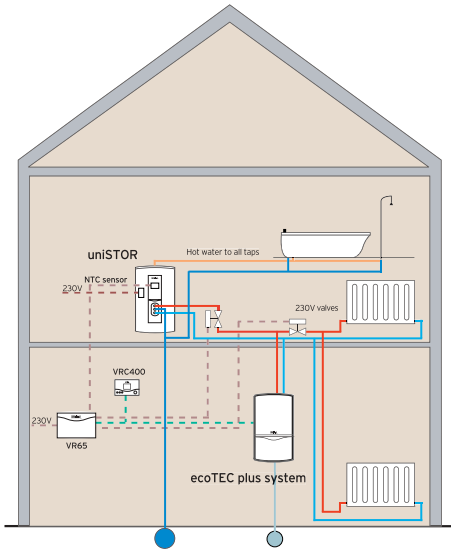 uniSTOR
Hot water to all taps
NTC sensor
230V
230V valves
VRC400
230V
VR65
ecoTEC plus system